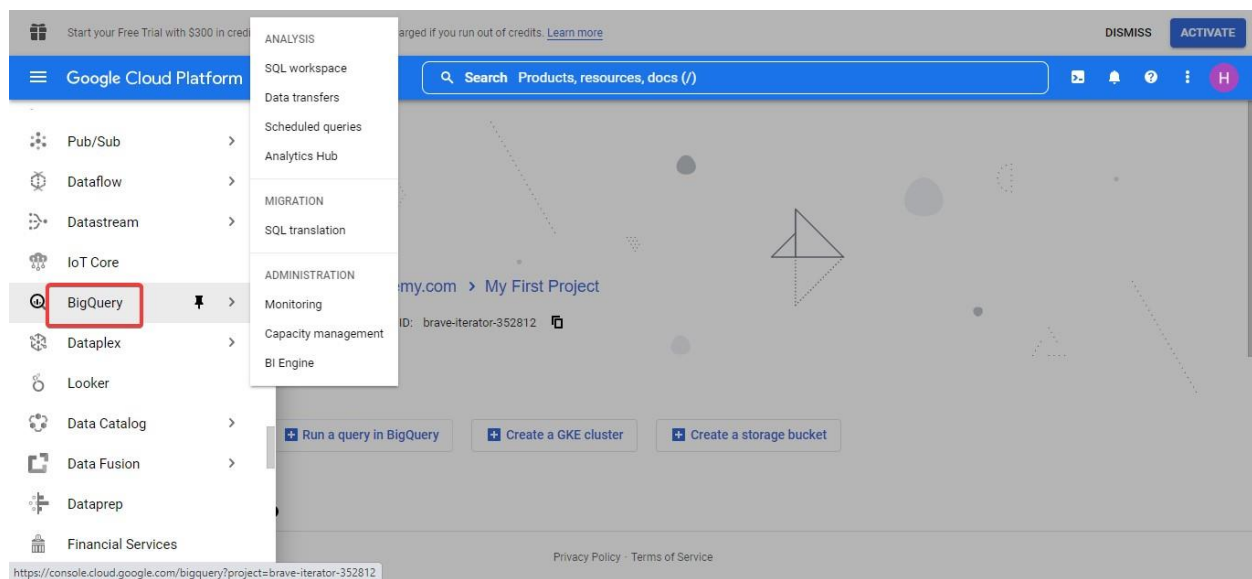 Start your Free Trial with $300 in credi
arged if you run out of credits. Learn more
DISMISS
ACTIVATE
Google Cloud Platform
Search Products, resources, docs (/)
H
Pub/Sub
Dataflow
Datastream
IoT Core
BigQuery
Dataplex
Looker
Data Catalog
Data Fusion
Dataprep
Financial Services
ANALYSIS
SQL workspace
Data transfers
Scheduled queries
Analytics Hub
MIGRATION
SQL translation
ADMINISTRATION
Monitoring
Capacity management
BI Engine
emy.com > My First Project
ID: brave-iterator-352812
Run a query in BigQuery
Create a GKE cluster
Create a storage bucket
Privacy Policy · Terms of Service
https://console.cloud.google.com/bigquery?project=brave-iterator-352812